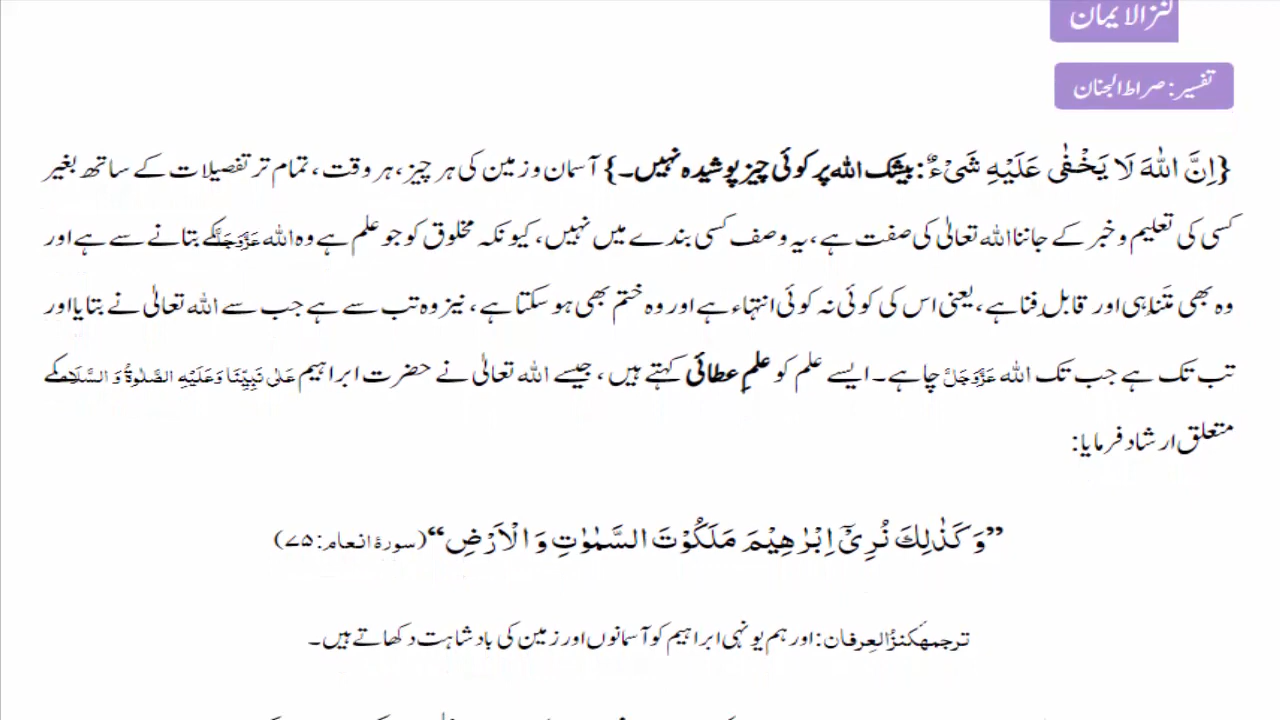 کنزالایمان
تفسیر: صراط الجنان
{اِنَّ اللّٰهَ لَا یَخْفٰى عَلَیْهِ شَیْءٌ: بیشک اللہ پر کوئی چیز پوشیدہ نہیں۔} آسمان و زمین کی ہر چیز، ہر وقت، تمام تر تفصیلات کے ساتھ بغیر
کسی کی تعلیم و خبر کے جاننا اللہ تعالٰی کی صفت ہے، یہ وصف کسی بندے میں نہیں، کیونکہ مخلوق کو جو علم ہے وہ اللہ عَزَّوَجَلَّ کے بتانے سے ہے اور
وہ بھی مُتَناہی اور قابلِ فنا ہے، یعنی اس کی کوئی نہ کوئی انتہاء ہے اور وہ ختم بھی ہو سکتا ہے، نیز وہ تب سے ہے جب سے اللہ تعالٰی نے بتایا اور
تب تک ہے جب تک اللہ عَزَّوَجَلَّ چاہے۔ ایسے علم کو علمِ عطائی کہتے ہیں، جیسے اللہ تعالٰی نے حضرت ابراہیم عَلٰی نَبِیِّنَا وَعَلَیْهِ الصَّلٰوۃُ وَ السَّلَام کے
متعلق ارشاد فرمایا:
”وَ كَذٰلِكَ نُرِیْۤ اِبْرٰهِیْمَ مَلَكُوْتَ السَّمٰوٰتِ وَ الْاَرْضِ“ (سورۂ انعام: ۷۵)
ترجمۂ کنزُالعِرفان: اور ہم یونہی ابراہیم کو آسمانوں اور زمین کی بادشاہت دکھاتے ہیں۔